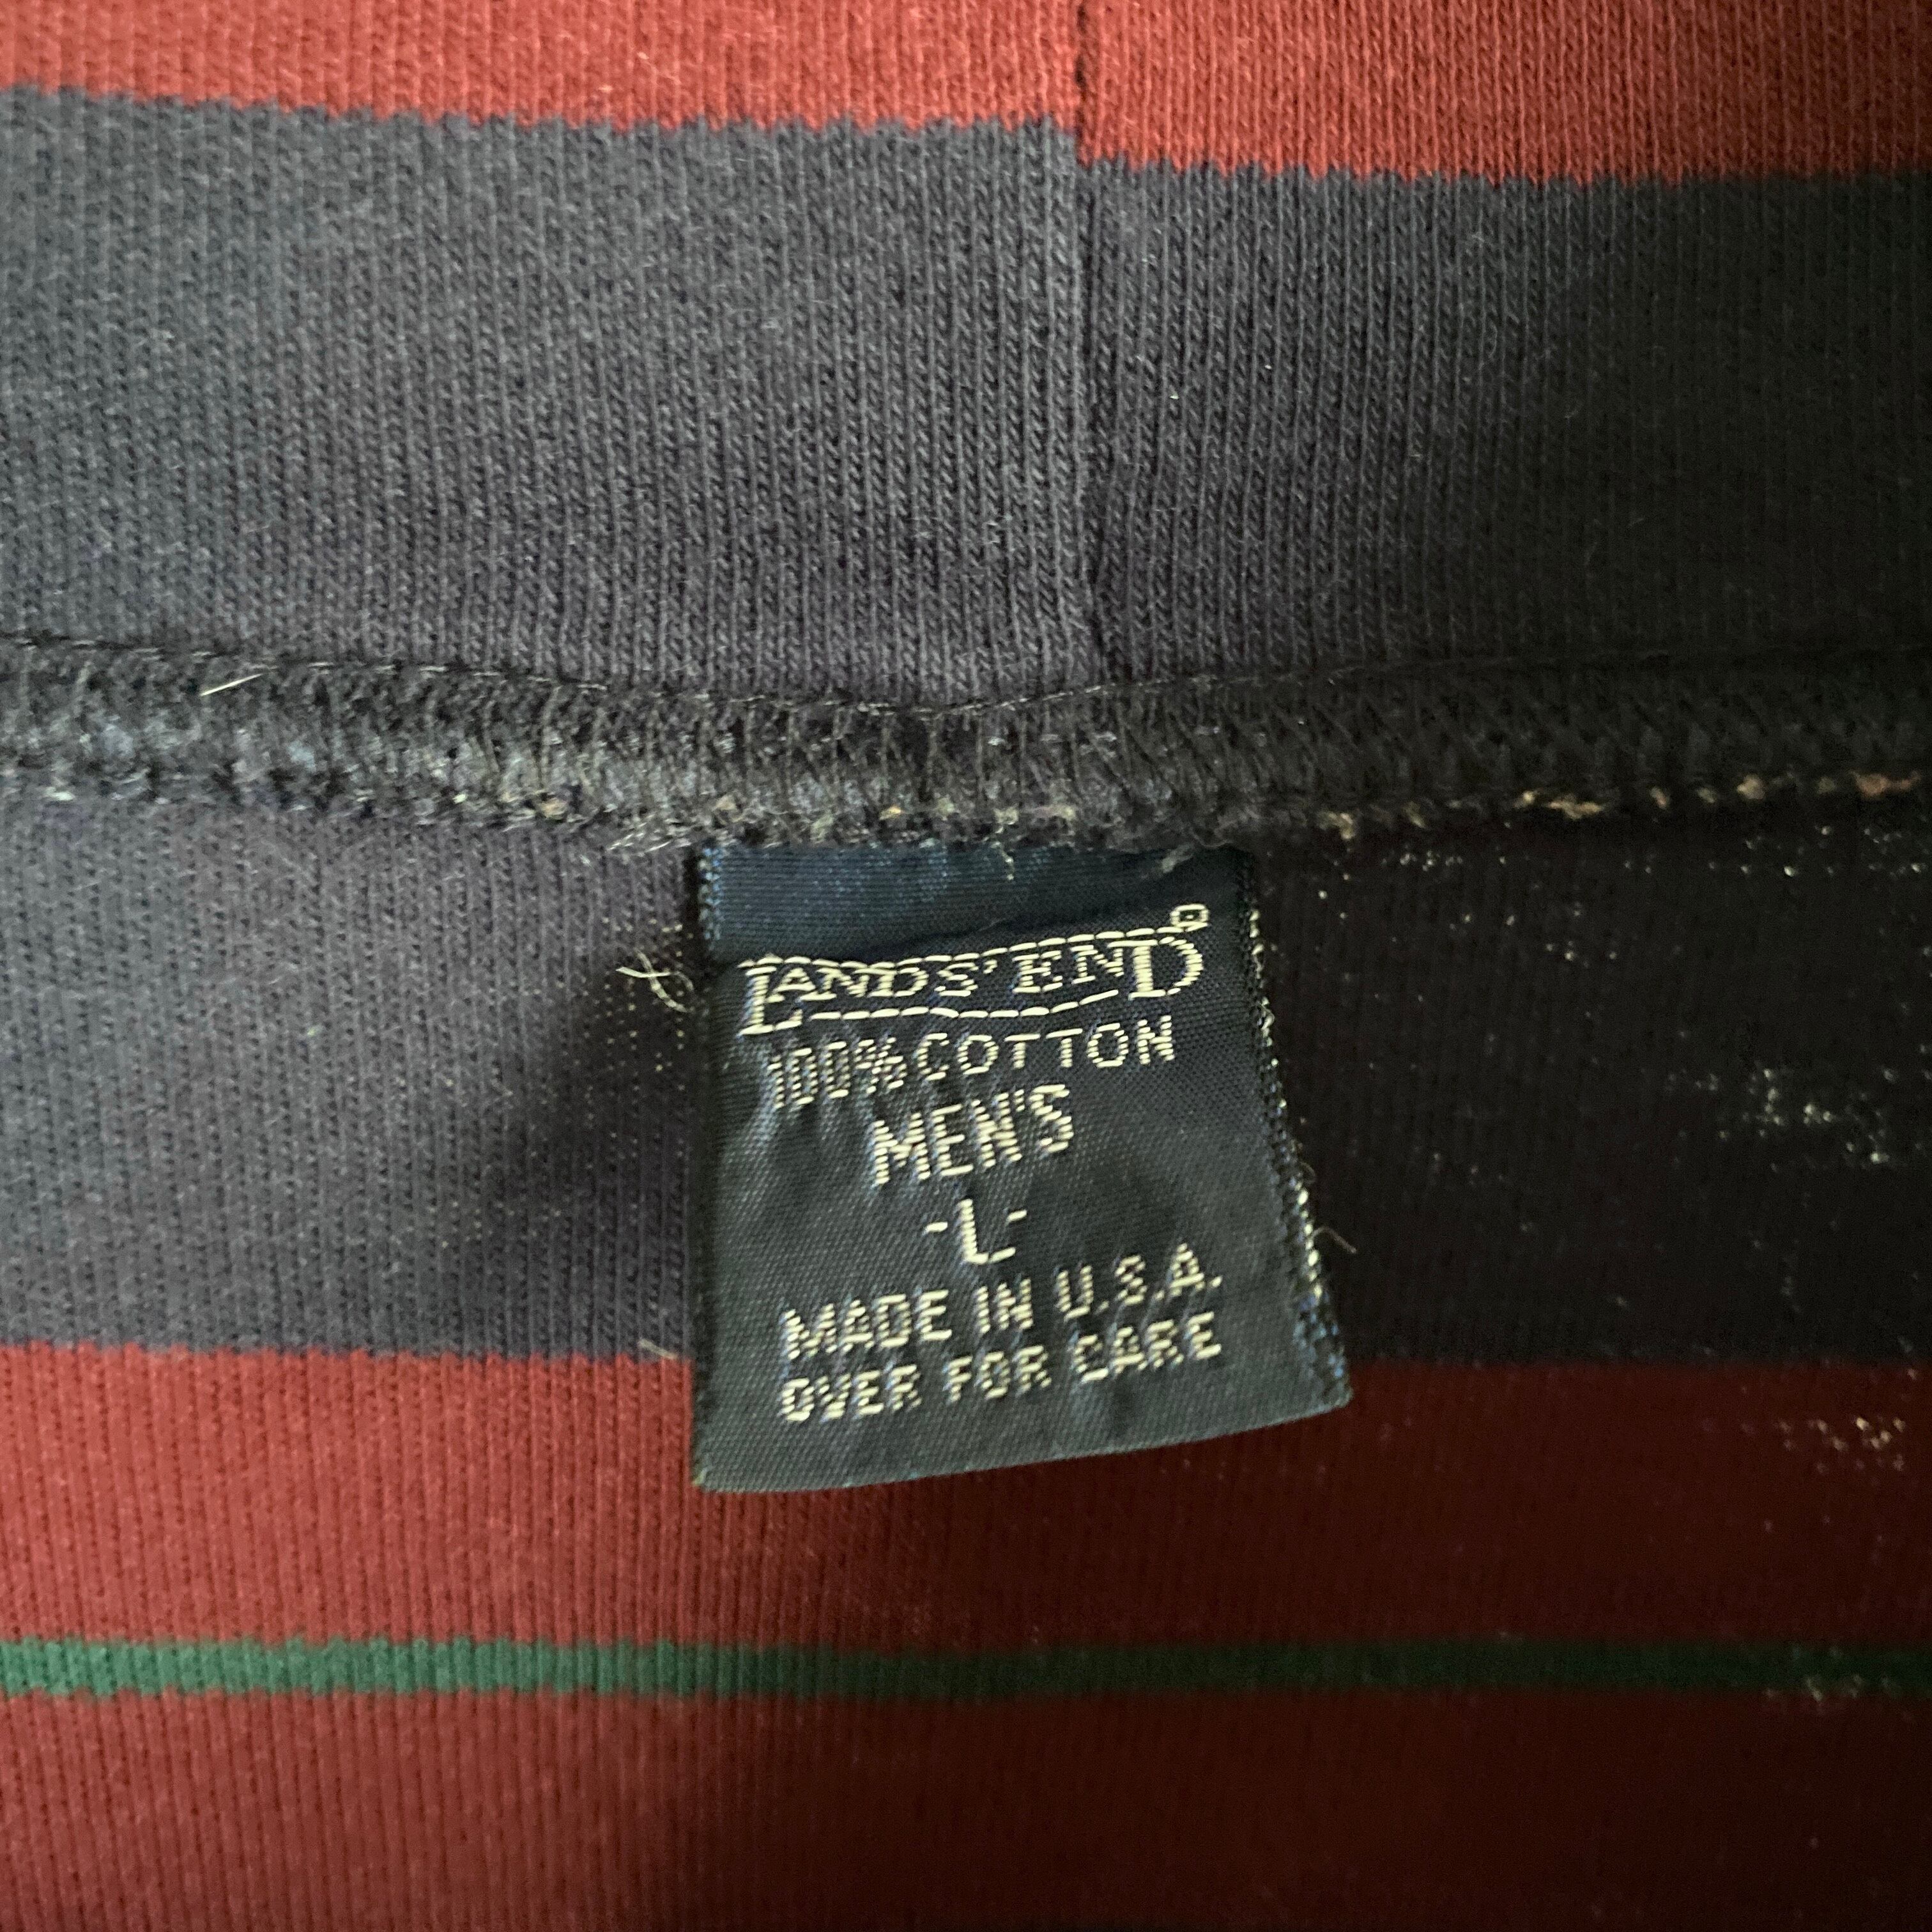 LANDS' END®
100% COTTON
MEN'S
-L-
MADE IN U.S.A.
OVER FOR CARE